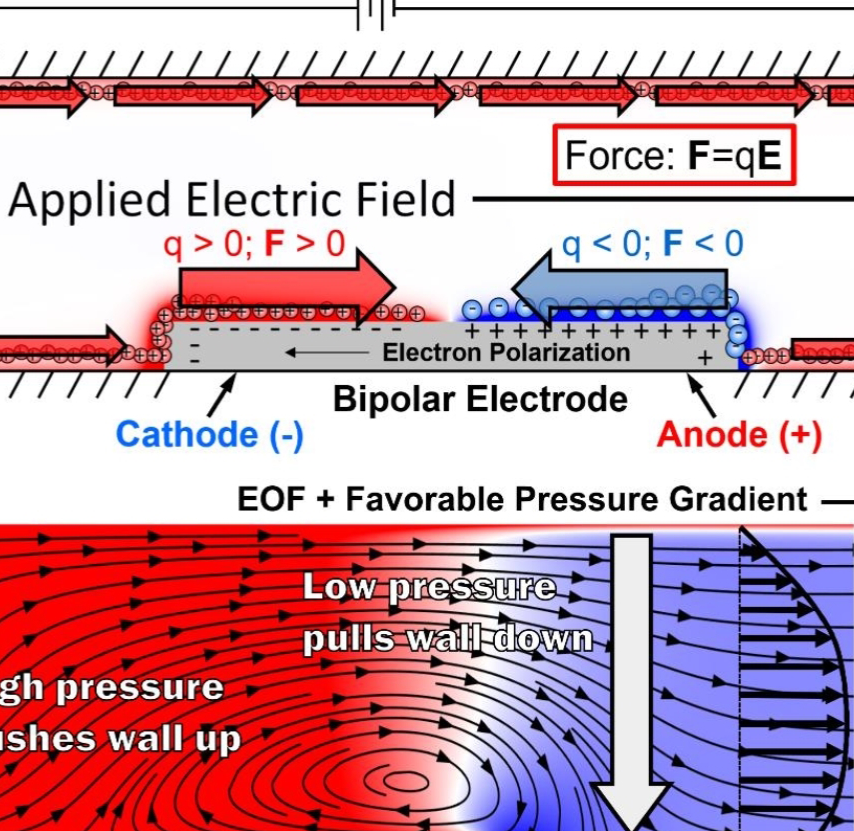 Force: F=qE
Applied Electric Field
q > 0; F > 0
q < 0; F < 0
- - - - - - - - - - - - - -
+ + + + + + + + + + + + +
-
-
Electron Polarization
+
Bipolar Electrode
Cathode (-)
Anode (+)
EOF + Favorable Pressure Gradient
Low pressure
pulls wall down
gh pressure
ushes wall up